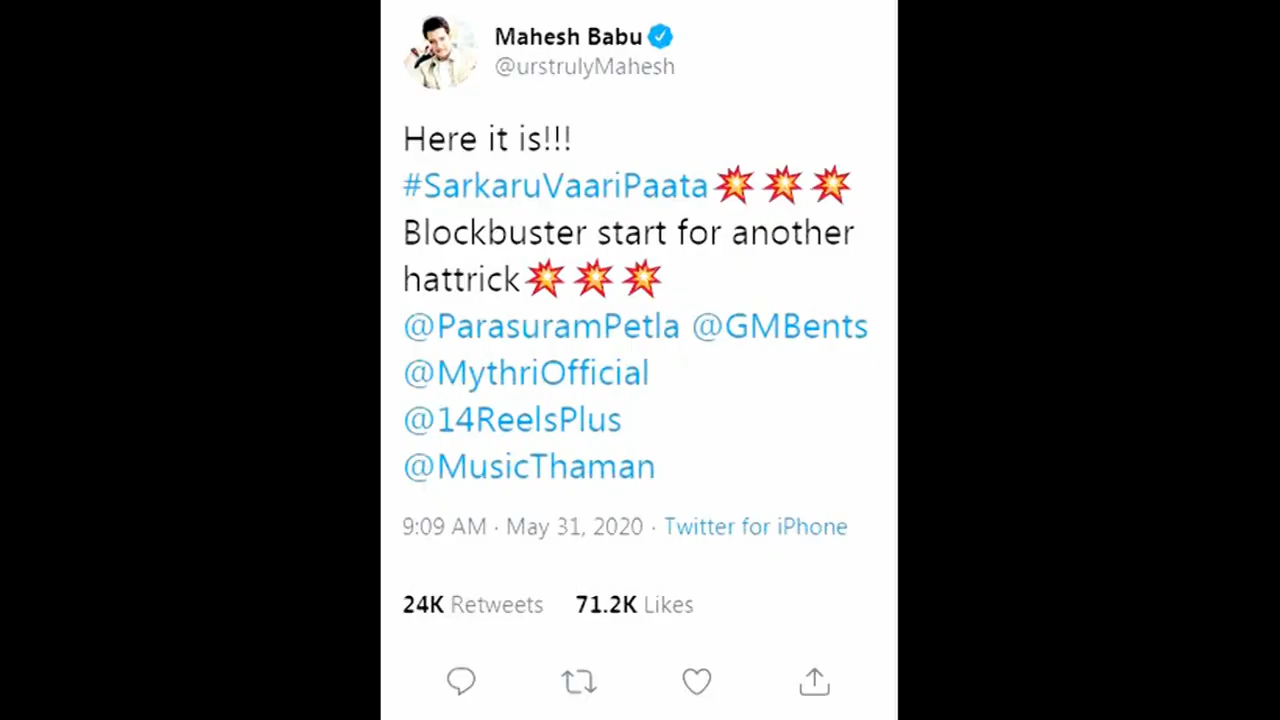 Mahesh Babu
@urstrulyMahesh
Here it is!!!
#SarkaruVaariPaata💥💥💥
Blockbuster start for another
hattrick💥💥💥
@ParasuramPetla @GMBents
@MythriOfficial
@14ReelsPlus
@MusicThaman
9:09 AM · May 31, 2020 · Twitter for iPhone
24K Retweets 71.2K Likes